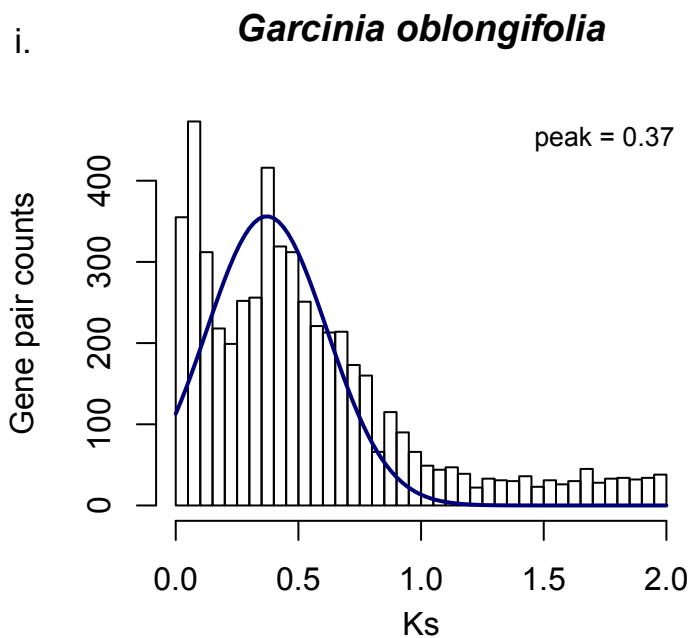 i.
Garcinia oblongifolia
peak = 0.37
Gene pair counts
400
300
200
100
0
0.0 0.5 1.0 1.5 2.0
Ks